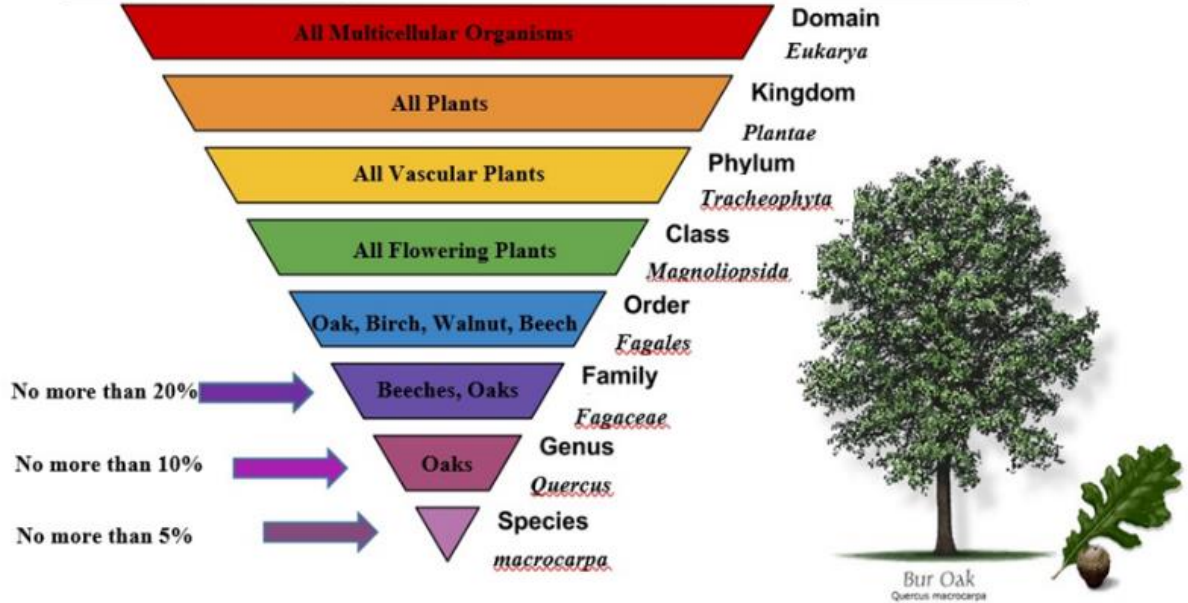 All Multicellular Organisms
Domain
Eukarya
All Plants
Kingdom
Plantae
All Vascular Plants
Phylum
Tracheophyta
All Flowering Plants
Class
Magnoliopsida
Oak, Birch, Walnut, Beech
Order
Fagales
No more than 20%
Beeches, Oaks
Family
Fagaceae
No more than 10%
Oaks
Genus
Quercus
No more than 5%
Species
macrocarpa
Bur Oak
Quercus macrocarpa